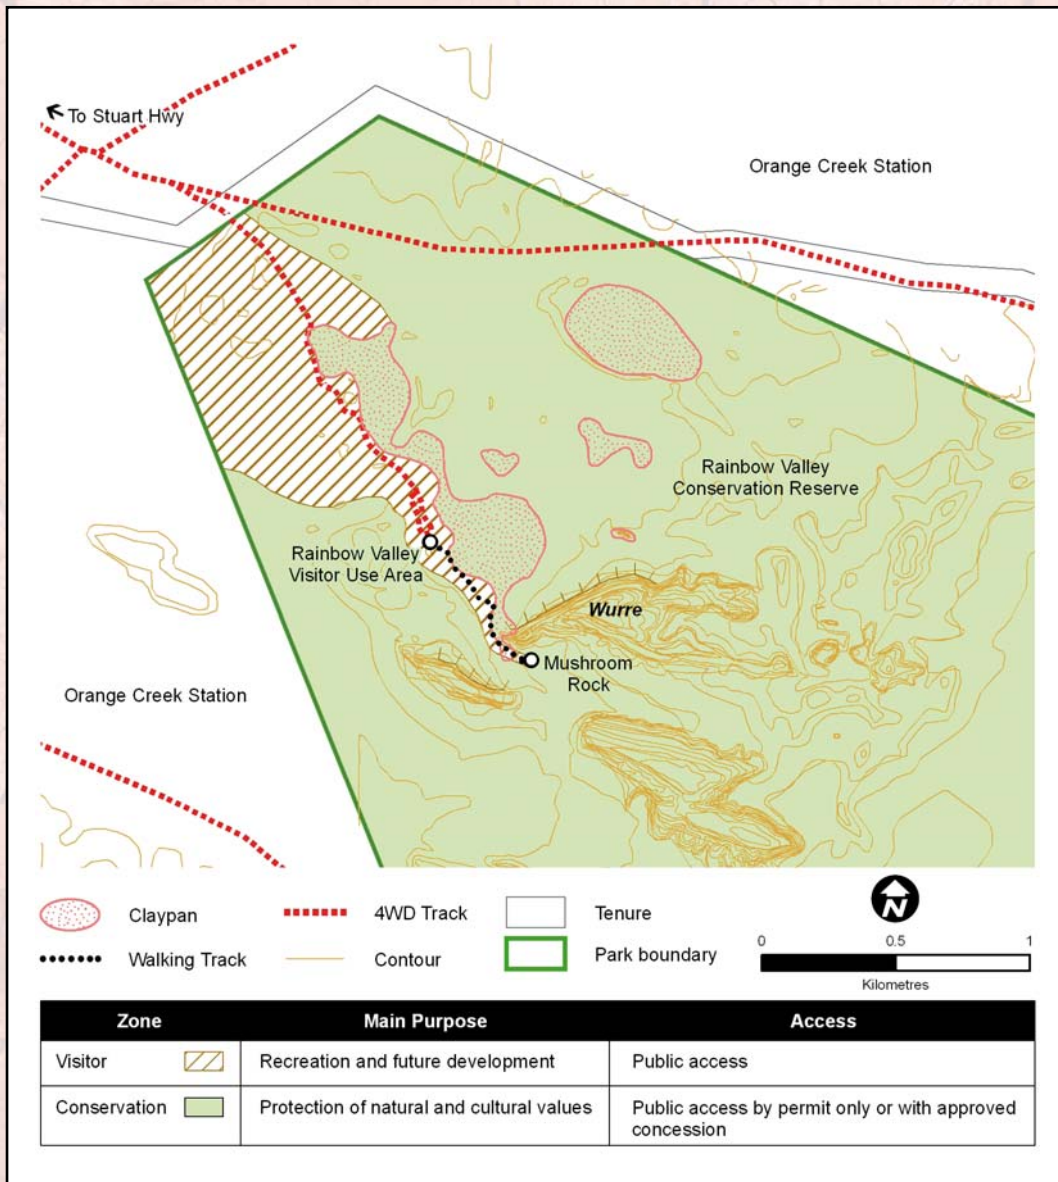 To Stuart Hwy
Orange Creek Station
Rainbow Valley
Conservation Reserve
Rainbow Valley
Visitor Use Area
Wurre
Mushroom
Rock
Orange Creek Station
Claypan
4WD Track
Tenure
N
Walking Track
Contour
Park boundary
0 0.5 1
Kilometres
Zone Main Purpose Access
Visitor Recreation and future development Public access
Conservation Protection of natural and cultural values Public access by permit only or with approved
concession